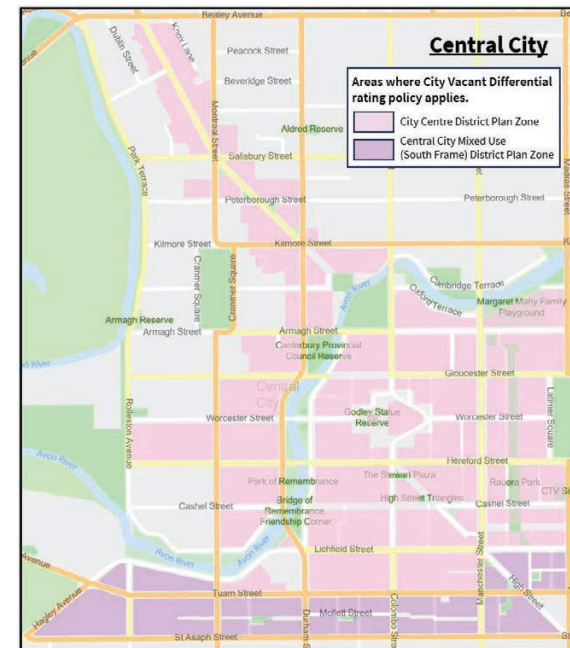 Bealey Avenue
Central City
Areas where City Vacant Differential
rating policy applies.
City Centre District Plan Zone
Central City Mixed Use
(South Frame) District Plan Zone
Dublin Street
Knox Lane
Peacock Street
Montreal Street
Beveridge Street
Aldred Reserve
Park Terrace
Salisbury Street
Madras Street
Peterborough Street
Peterborough Street
Kilmore Street
Kilmore Street
Cranmer Square
Cranmer Square
Avon River
Cambridge Terrace
Oxford Terrace
Margaret Mahy Family
Playground
Armagh Reserve
Armagh Street
Armagh Street
Canterbury Provincial
Council Reserve
Gloucester Street
Central
City
Rolleston Avenue
Worcester Street
Godley Statue
Reserve
Worcester Street
Latimer Square
Hereford Street
Avon River
Park of Remembrance
The Stewart Plaza
Rauora Park
Cashel Street
Bridge of
Remembrance
Friendship Corner
High Street Triangles
Cashel Street
Avon River
Avon River
Lichfield Street
Manchester Street
High Street
Avenue
Hagley Avenue
Tuam Street
Mollett Street
St Asaph Street